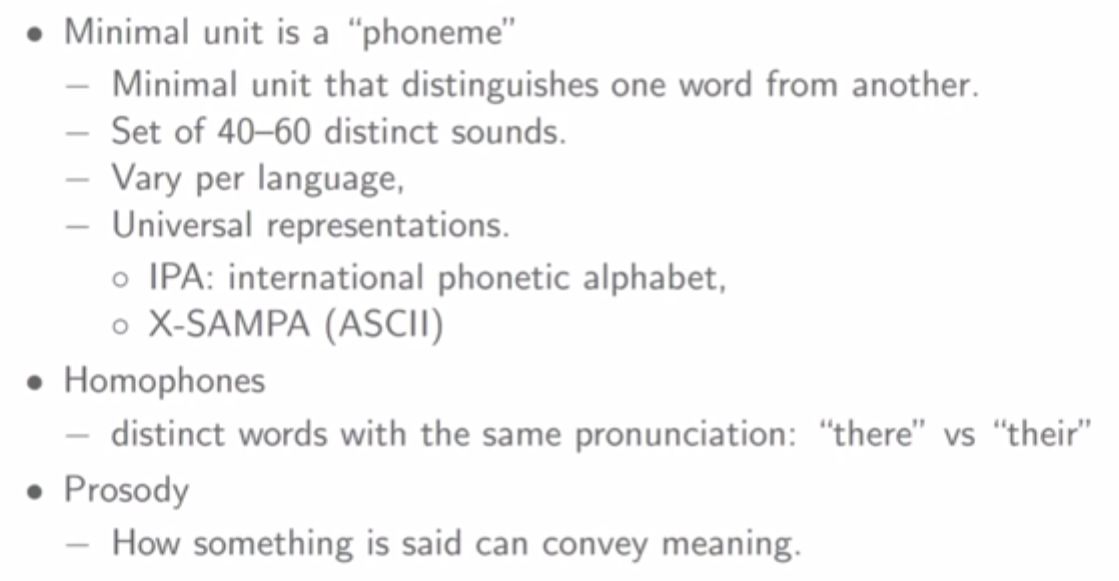 • Minimal unit is a “phoneme”
– Minimal unit that distinguishes one word from another.
– Set of 40–60 distinct sounds.
– Vary per language,
– Universal representations.
○ IPA: international phonetic alphabet,
○ X-SAMPA (ASCII)
• Homophones
– distinct words with the same pronunciation: “there” vs “their”
• Prosody
– How something is said can convey meaning.